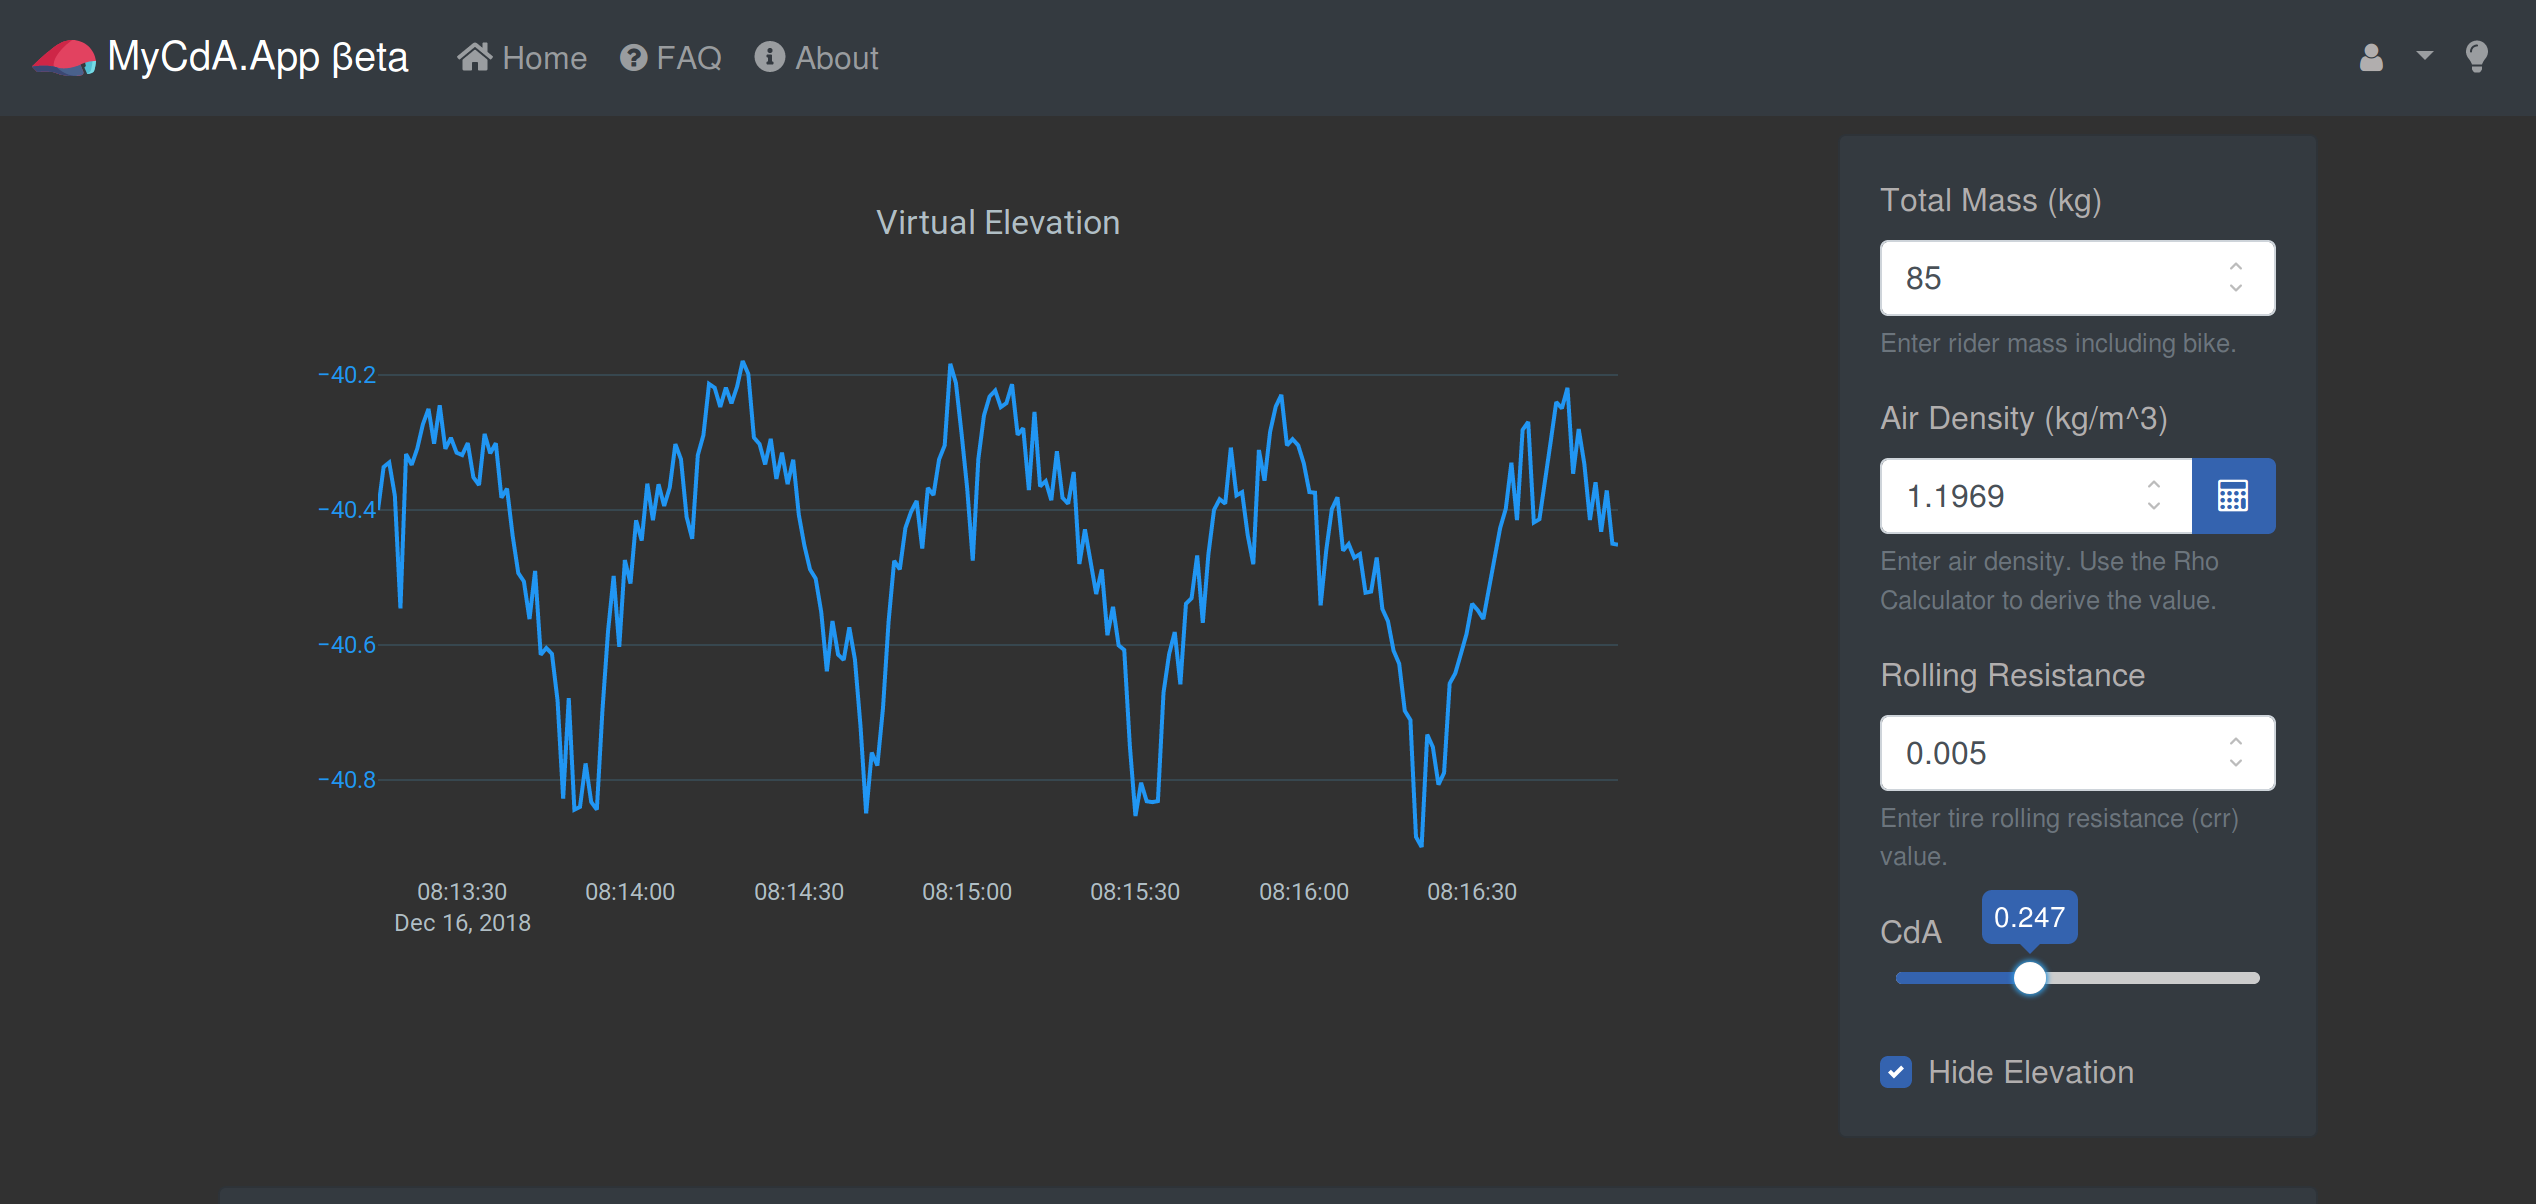 MyCdA.App βeta
Home
FAQ
About
Virtual Elevation
−40.2
−40.4
−40.6
−40.8
08:13:30
Dec 16, 2018
08:14:00
08:14:30
08:15:00
08:15:30
08:16:00
08:16:30
Total Mass (kg)
85
Enter rider mass including bike.
Air Density (kg/m^3)
1.1969
Enter air density. Use the Rho
Calculator to derive the value.
Rolling Resistance
0.005
Enter tire rolling resistance (crr)
value.
CdA
0.247
Hide Elevation